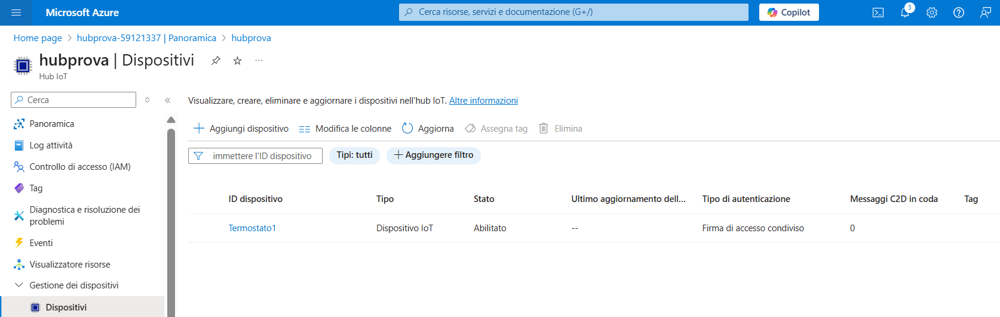 Microsoft Azure
Cerca risorse, servizi e documentazione (G+/)
Copilot
3
Home page > hubprova-59121337 | Panoramica > hubprova
hubprova | Dispositivi
Hub IoT
Cerca
Panoramica
Log attività
Controllo di accesso (IAM)
Tag
Diagnostica e risoluzione dei
problemi
Eventi
Visualizzatore risorse
Gestione dei dispositivi
Dispositivi
Visualizzare, creare, eliminare e aggiornare i dispositivi nell'hub IoT. Altre informazioni
Aggiungi dispositivo Modifica le colonne Aggiorna Assegna tag Elimina
immettere l'ID dispositivo Tipi: tutti Aggiungere filtro
ID dispositivo Tipo Stato Ultimo aggiornamento dell... Tipo di autenticazione Messaggi C2D in coda Tag
Termostato1 Dispositivo IoT Abilitato -- Firma di accesso condiviso 0